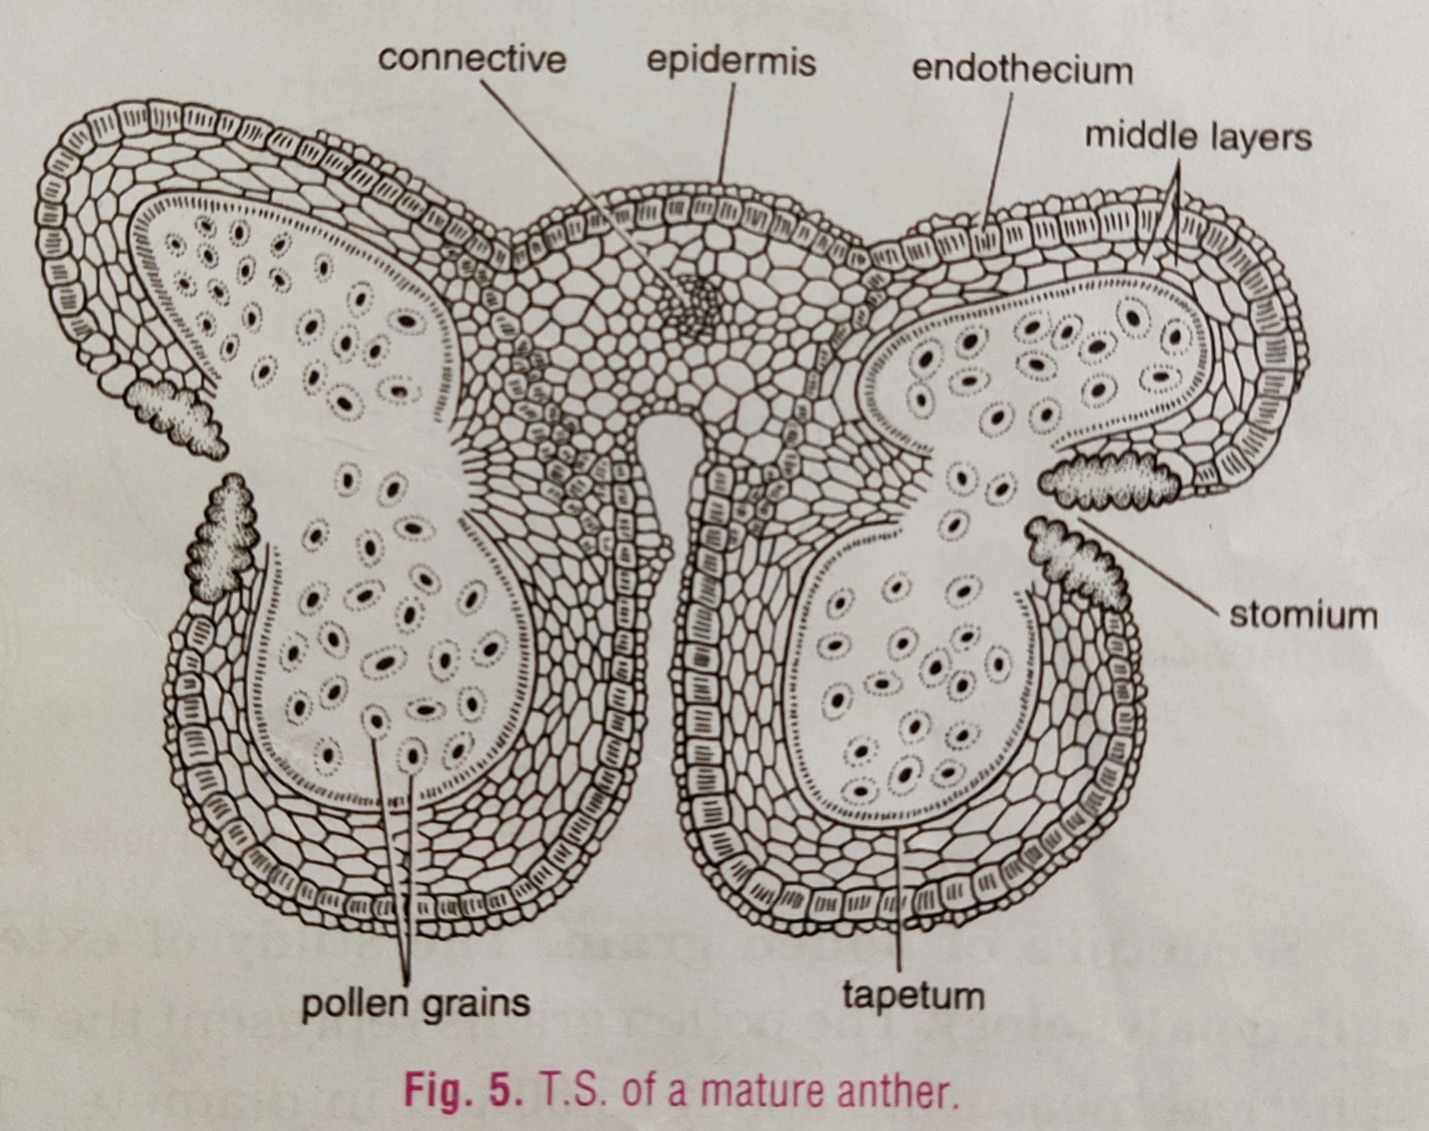 connective
epidermis
endothecium
middle layers
stomium
pollen grains
tapetum
Fig. 5. T.S. of a mature anther.